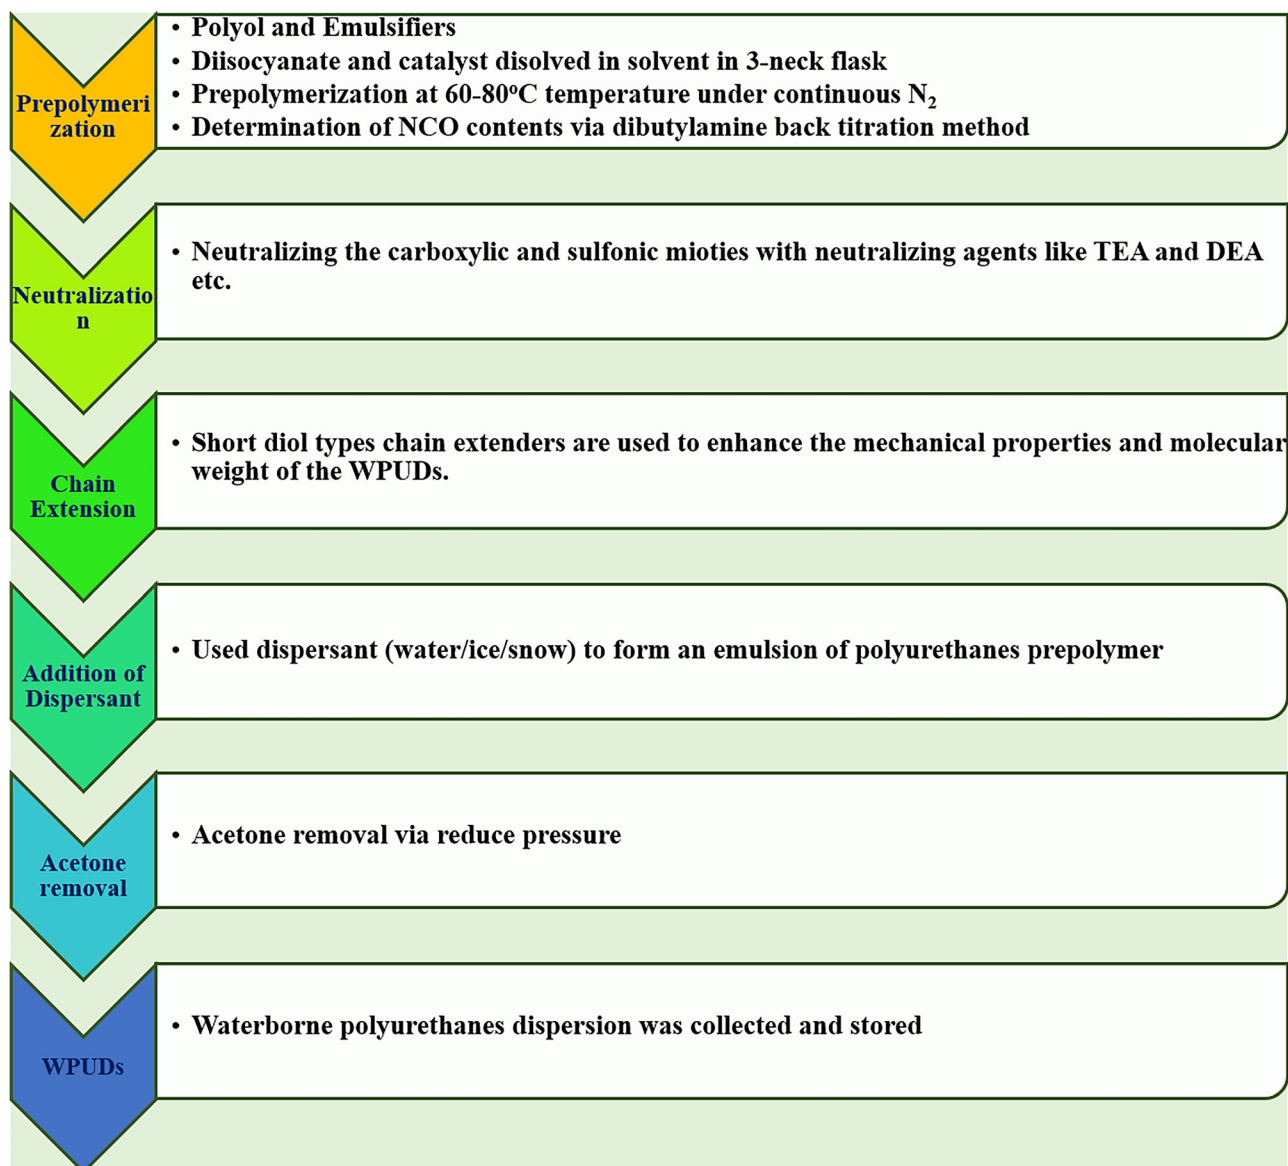 • Polyol and Emulsifiers
• Diisocyanate and catalyst disolved in solvent in 3-neck flask
• Prepolymerization at 60-80ºC temperature under continuous N₂
• Determination of NCO contents via dibutylamine back titration method
Prepolymeri
zation
• Neutralizing the carboxylic and sulfonic mioties with neutralizing agents like TEA and DEA
etc.
Neutralizatio
n
• Short diol types chain extenders are used to enhance the mechanical properties and molecular
weight of the WPUDs.
Chain
Extension
• Used dispersant (water/ice/snow) to form an emulsion of polyurethanes prepolymer
Addition of
Dispersant
• Acetone removal via reduce pressure
Acetone
removal
• Waterborne polyurethanes dispersion was collected and stored
WPUDs